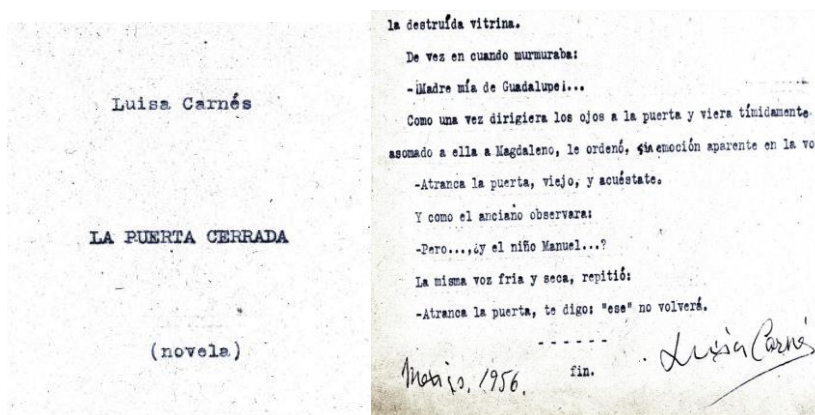 Luisa Carnés
LA PUERTA CERRADA
(novela)
la destruída vitrina.
De vez en cuando murmuraba:
-¡Madre mía de Guadalupe¡...
Como una vez dirigiera los ojos a la puerta y viera tímidamente
asomado a ella a Magdaleno, le ordenó, sin emoción aparente en la vo
-Atranca la puerta, viejo, y acuéstate.
Y como el anciano observara:
-Pero...,¿y el niño Manuel...?
La misma voz fria y seca, repitió:
-Atranca la puerta, te digo: "ese" no volverá.
- - - - - -
fin.
Mexico, 1956.
Luisa Carnés